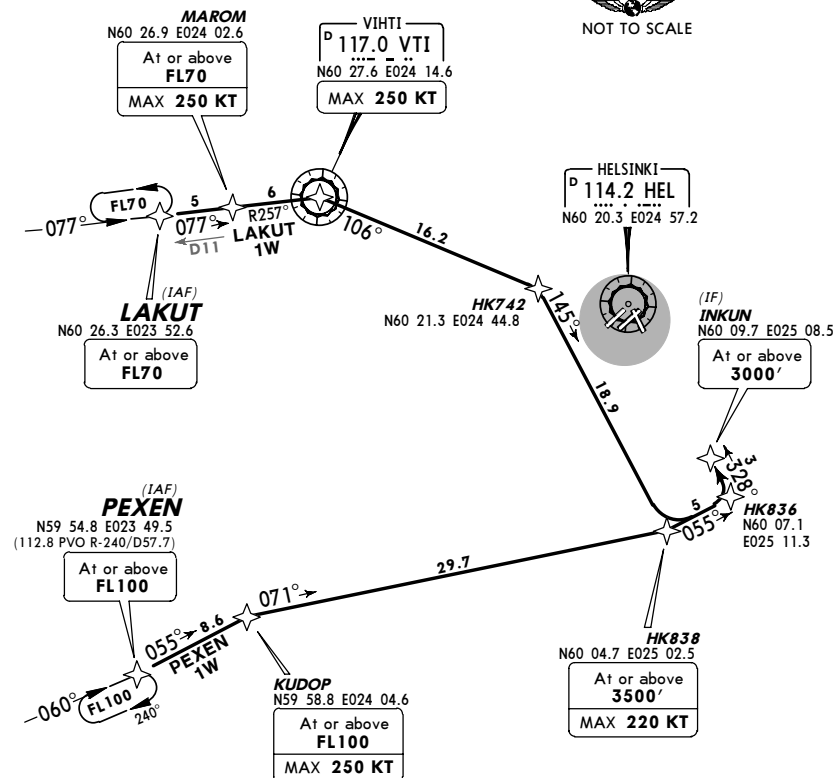 NOT TO SCALE
MAROM
N60 26.9 E024 02.6
At or above
FL70
MAX 250 KT
VIHTI
D 117.0 VTI
N60 27.6 E024 14.6
MAX 250 KT
HELSINKI
D 114.2 HEL
N60 20.3 E024 57.2
FL70
077°
5
6
077°
R257°
D11
LAKUT
1W
106°
16.2
(IAF)
LAKUT
N60 26.3 E023 52.6
At or above
FL70
HK742
N60 21.3 E024 44.8
145°
18.9
(IF)
INKUN
N60 09.7 E025 08.5
At or above
3000'
3
328°
5
055°
HK836
N60 07.1
E025 11.3
(IAF)
PEXEN
N59 54.8 E023 49.5
(112.8 PVO R-240/D57.7)
At or above
FL100
060°
FL100
240°
055°
8.6
PEXEN
1W
071°
29.7
KUDOP
N59 58.8 E024 04.6
At or above
FL100
MAX 250 KT
HK838
N60 04.7 E025 02.5
At or above
3500'
MAX 220 KT